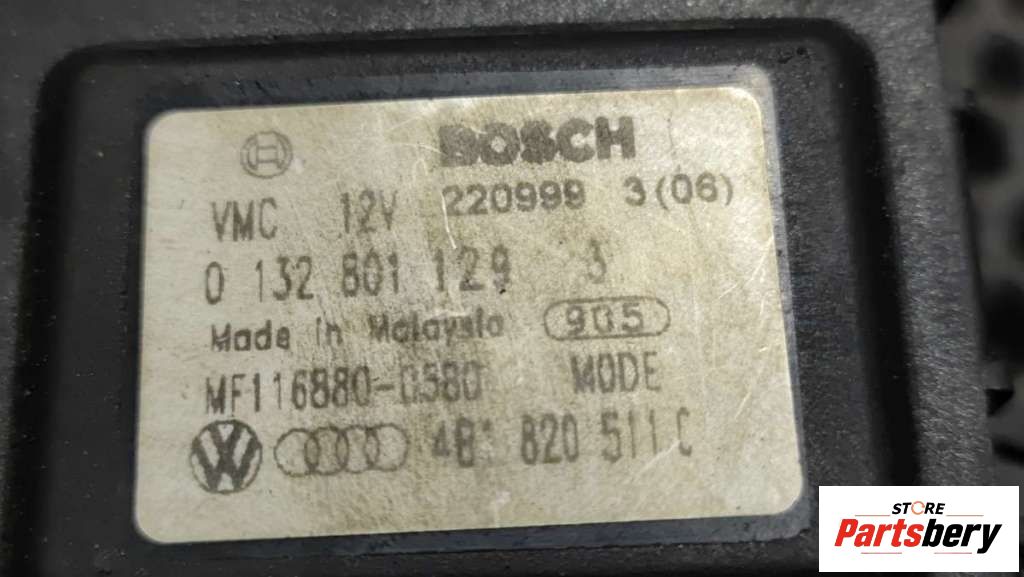 BOSCH
VMC 12V 220999 3(06)
0 132 801 129 3
Made in Malaysia 905
MF116880-0580 MODE
4B1 820 511 C
STORE
Partsbery